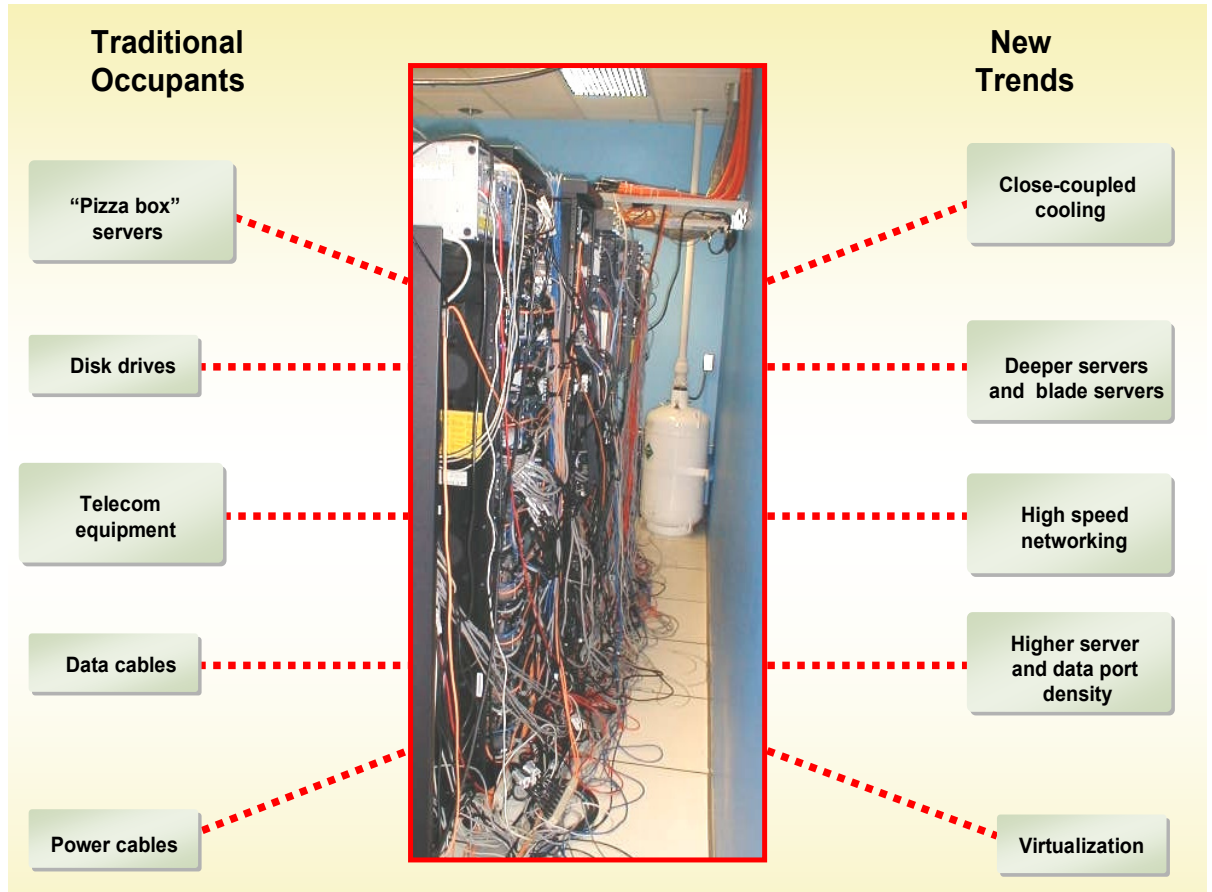 Traditional
Occupants
“Pizza box”
servers
Disk drives
Telecom
equipment
Data cables
Power cables
New
Trends
Close-coupled
cooling
Deeper servers
and blade servers
High speed
networking
Higher server
and data port
density
Virtualization